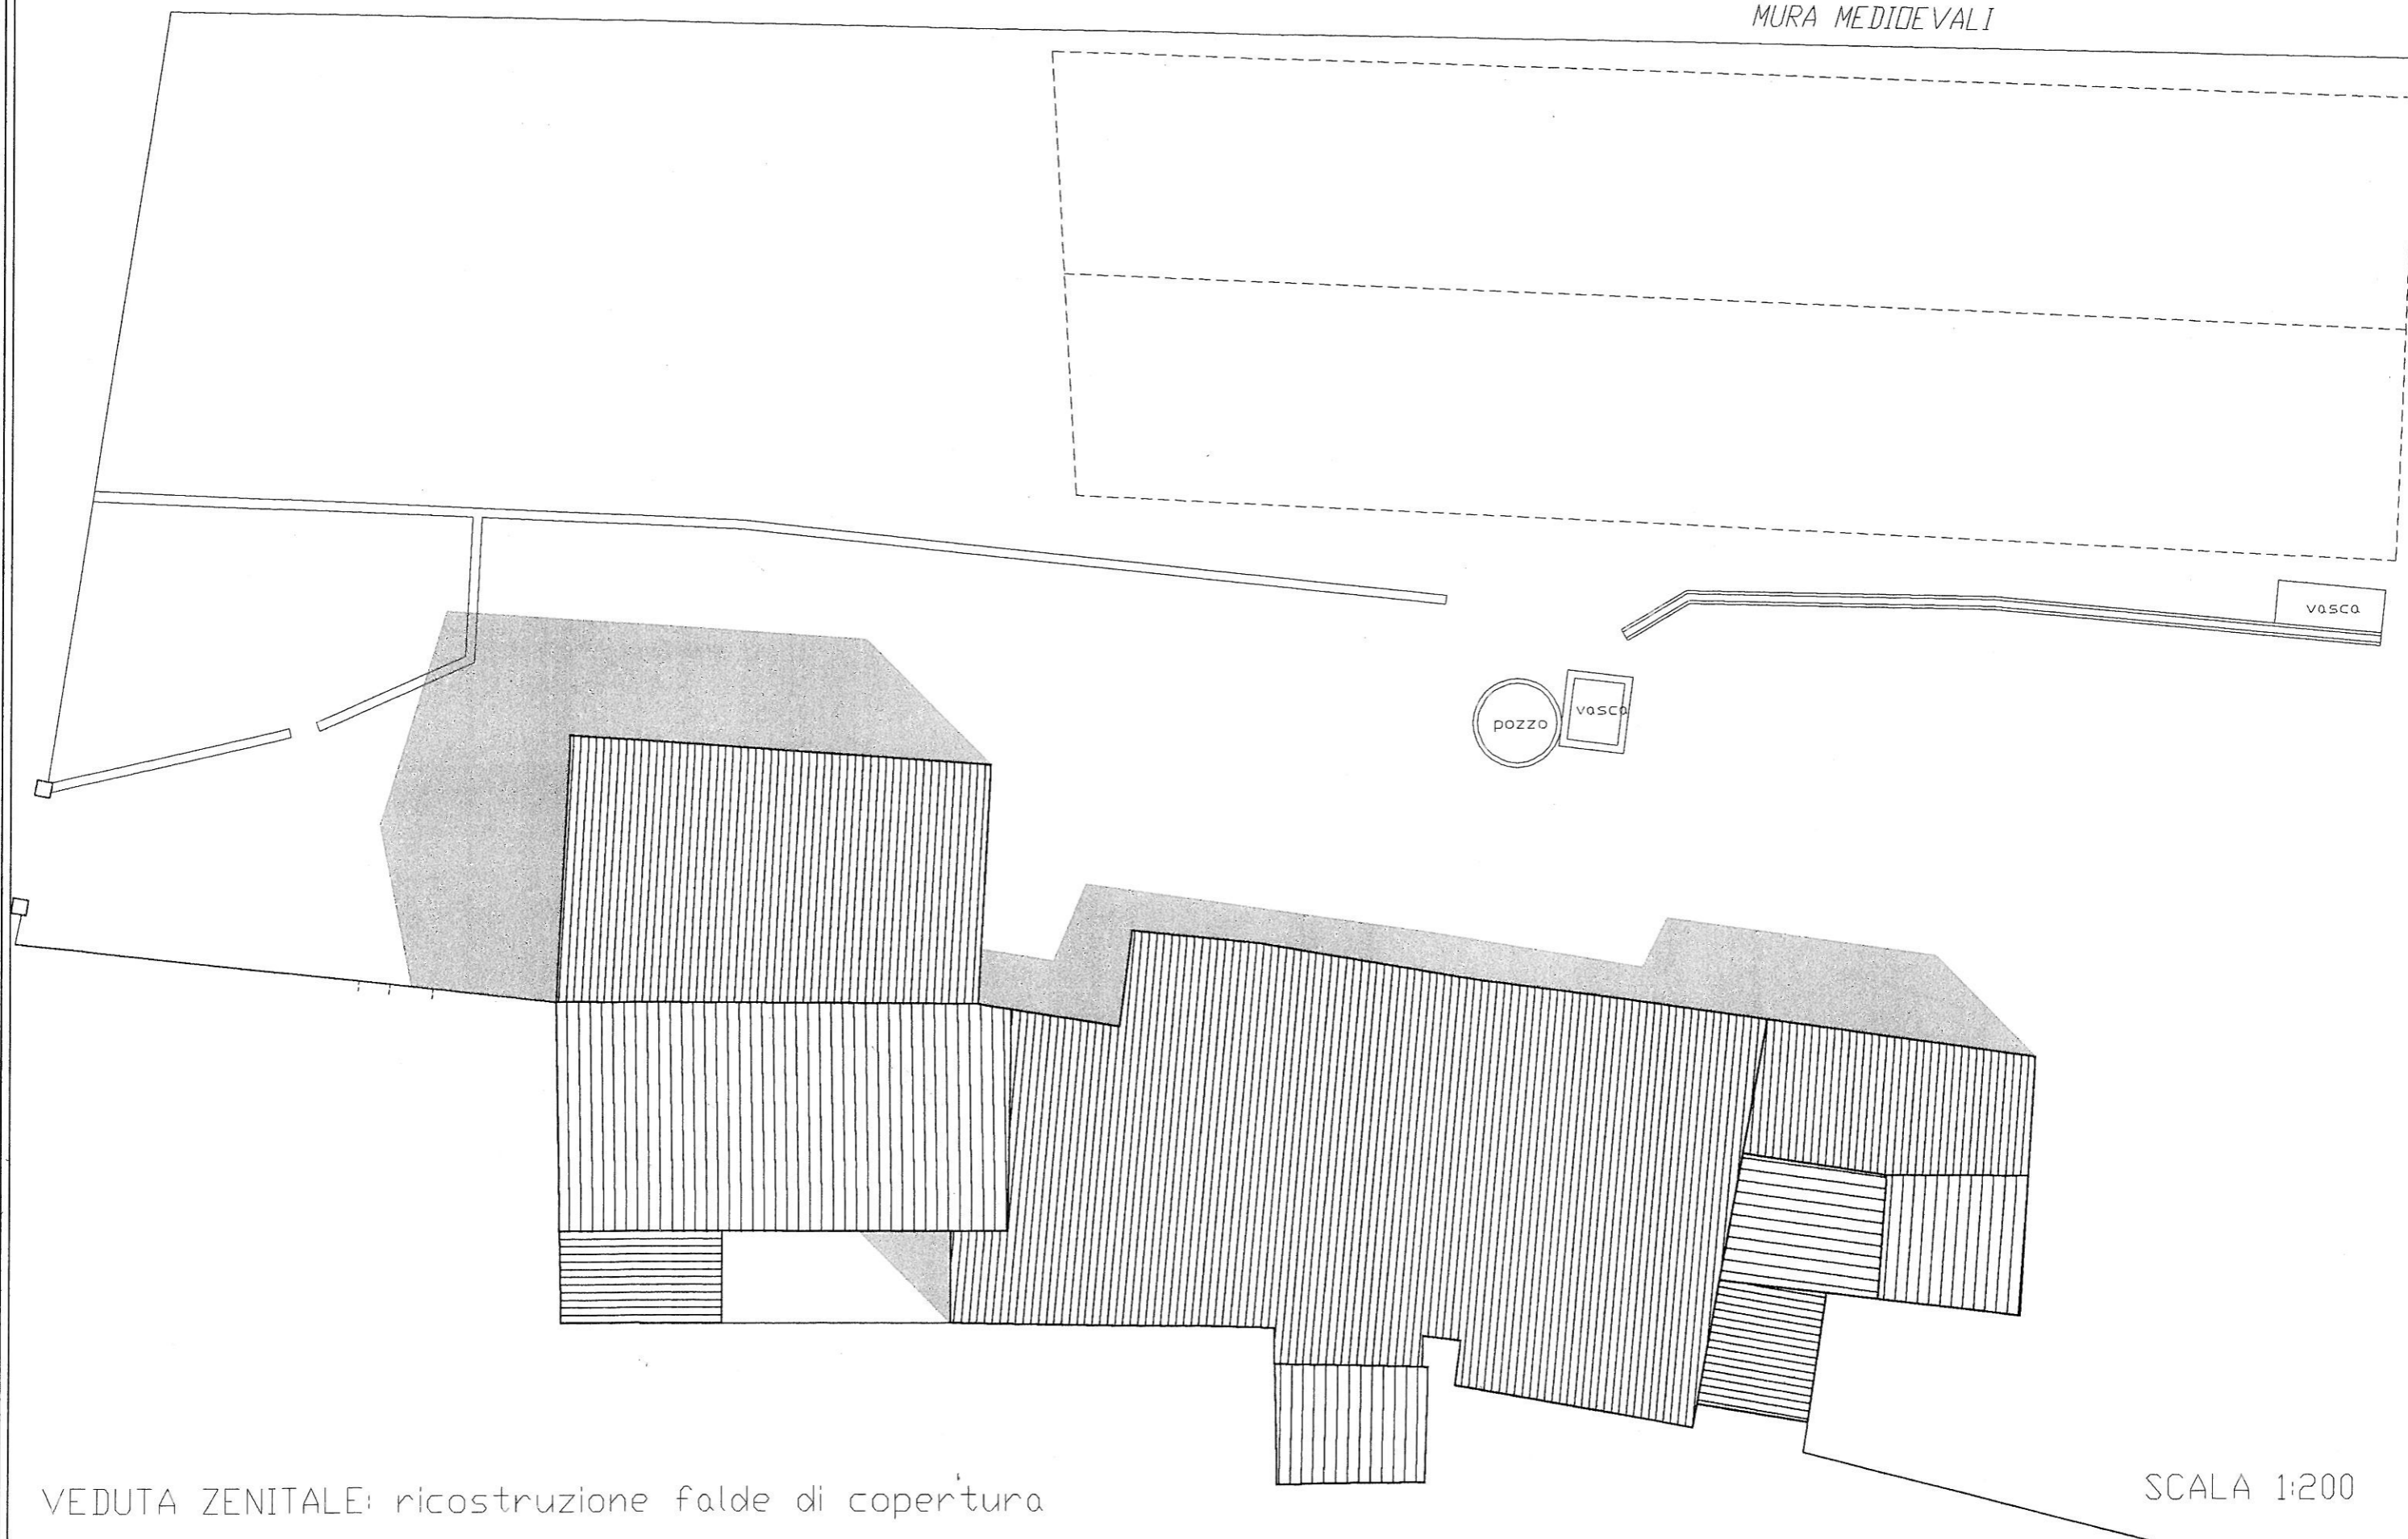 MURA MEDIOEVALI
vasca
pozzo
vasca
VEDUTA ZENITALE: ricostruzione falde di copertura
SCALA 1:200